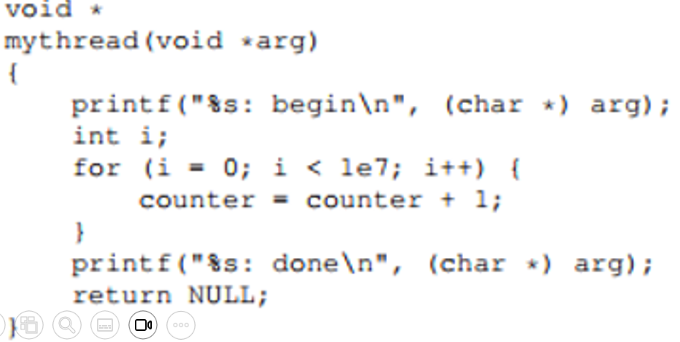 void *
mythread(void *arg)
{
    printf("%s: begin\n", (char *) arg);
    int i;
    for (i = 0; i < 1e7; i++) {
        counter = counter + 1;
    }
    printf("%s: done\n", (char *) arg);
    return NULL;
}